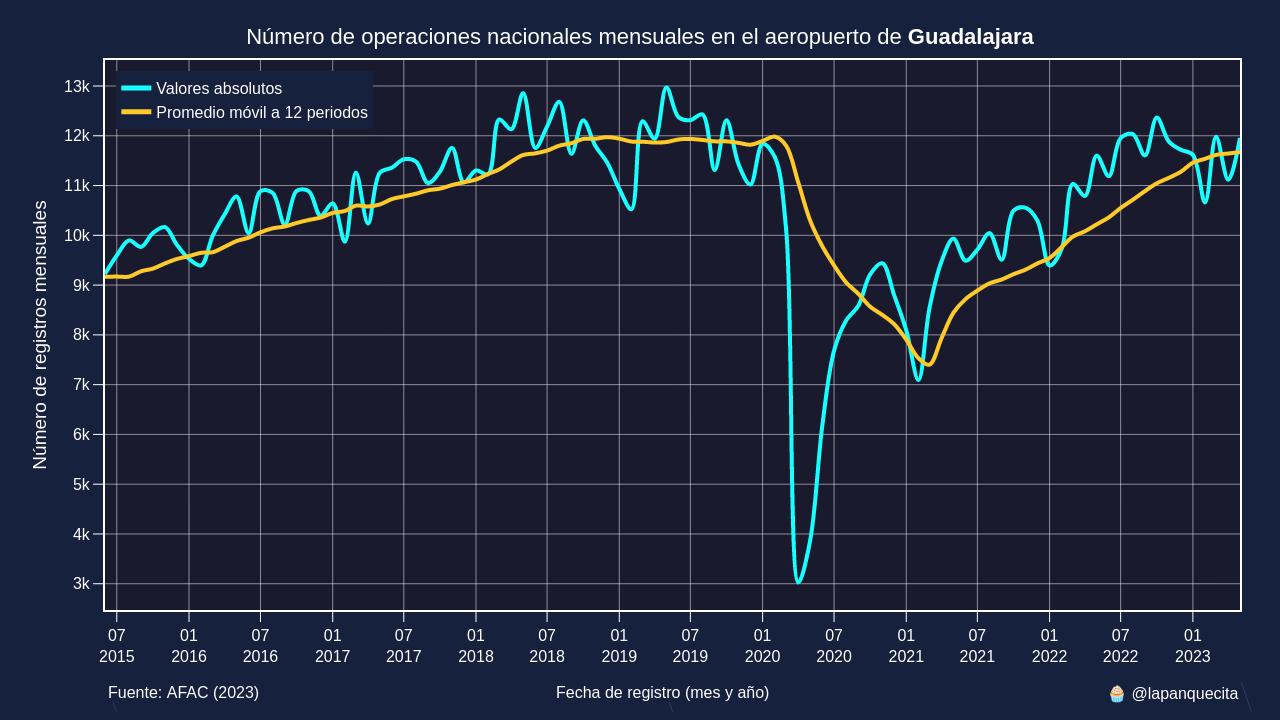 Número de operaciones nacionales mensuales en el aeropuerto de Guadalajara
Valores absolutos
Promedio móvil a 12 periodos
Número de registros mensuales
13k
12k
11k
10k
9k
8k
7k
6k
5k
4k
3k
07 01 07 01 07 01 07 01 07 01 07 01 07 01 07 01
2015 2016 2016 2017 2017 2018 2018 2019 2019 2020 2020 2021 2021 2022 2022 2023
Fuente: AFAC (2023) Fecha de registro (mes y año) 🧁 @lapanquecita